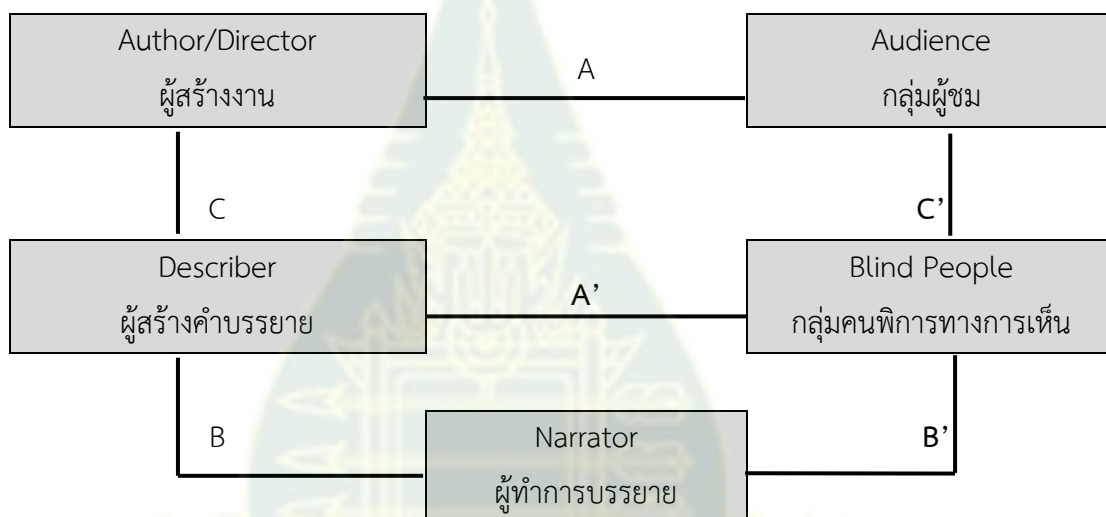 Author/Director
ผู้สร้างงาน
A
Audience
กลุ่มผู้ชม
C
C’
Describer
ผู้สร้างคำบรรยาย
A’
Blind People
กลุ่มคนพิการทางการเห็น
B
Narrator
ผู้ทำการบรรยาย
B’